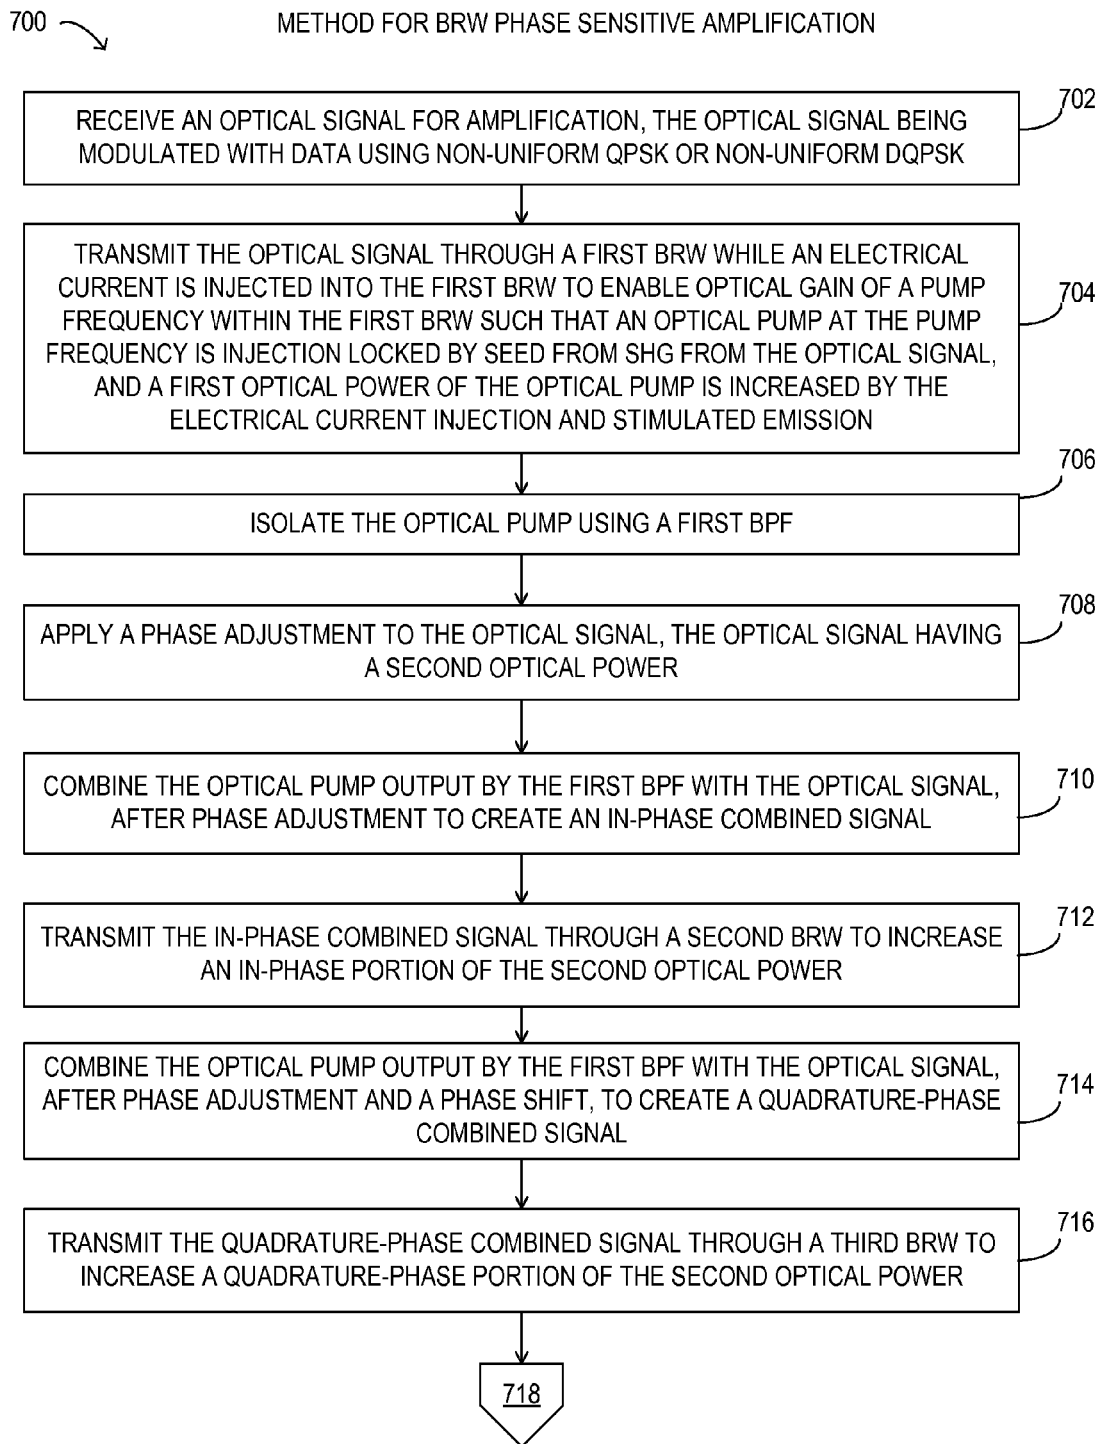 700
METHOD FOR BRW PHASE SENSITIVE AMPLIFICATION
702
RECEIVE AN OPTICAL SIGNAL FOR AMPLIFICATION, THE OPTICAL SIGNAL BEING
MODULATED WITH DATA USING NON-UNIFORM QPSK OR NON-UNIFORM DQPSK
704
TRANSMIT THE OPTICAL SIGNAL THROUGH A FIRST BRW WHILE AN ELECTRICAL
CURRENT IS INJECTED INTO THE FIRST BRW TO ENABLE OPTICAL GAIN OF A PUMP
FREQUENCY WITHIN THE FIRST BRW SUCH THAT AN OPTICAL PUMP AT THE PUMP
FREQUENCY IS INJECTION LOCKED BY SEED FROM SHG FROM THE OPTICAL SIGNAL,
AND A FIRST OPTICAL POWER OF THE OPTICAL PUMP IS INCREASED BY THE
ELECTRICAL CURRENT INJECTION AND STIMULATED EMISSION
706
ISOLATE THE OPTICAL PUMP USING A FIRST BPF
708
APPLY A PHASE ADJUSTMENT TO THE OPTICAL SIGNAL, THE OPTICAL SIGNAL HAVING
A SECOND OPTICAL POWER
710
COMBINE THE OPTICAL PUMP OUTPUT BY THE FIRST BPF WITH THE OPTICAL SIGNAL,
AFTER PHASE ADJUSTMENT TO CREATE AN IN-PHASE COMBINED SIGNAL
712
TRANSMIT THE IN-PHASE COMBINED SIGNAL THROUGH A SECOND BRW TO INCREASE
AN IN-PHASE PORTION OF THE SECOND OPTICAL POWER
714
COMBINE THE OPTICAL PUMP OUTPUT BY THE FIRST BPF WITH THE OPTICAL SIGNAL,
AFTER PHASE ADJUSTMENT AND A PHASE SHIFT, TO CREATE A QUADRATURE-PHASE
COMBINED SIGNAL
716
TRANSMIT THE QUADRATURE-PHASE COMBINED SIGNAL THROUGH A THIRD BRW TO
INCREASE A QUADRATURE-PHASE PORTION OF THE SECOND OPTICAL POWER
718